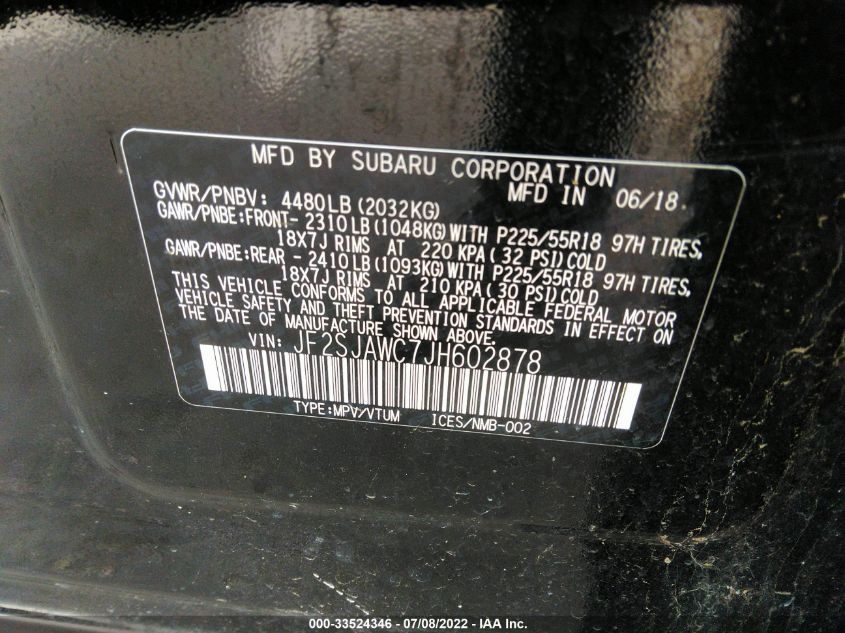 MFD BY SUBARU CORPORATION
MFD IN 06/18
GVWR/PNBV: 4480LB (2032KG)
GAWR/PNBE:FRONT- 2310LB (1048KG) WITH P225/55R18 97H TIRES,
18X7J RIMS AT 220 KPA ( 32 PSI) COLD
GAWR/PNBE:REAR - 2410LB (1093KG) WITH P225/55R18 97H TIRES,
18X7J RIMS AT 210 KPA ( 30 PSI) COLD
THIS VEHICLE CONFORMS TO ALL APPLICABLE FEDERAL MOTOR
VEHICLE SAFETY AND THEFT PREVENTION STANDARDS IN EFFECT ON
THE DATE OF MANUFACTURE SHOWN ABOVE.
VIN: JF2SJAWC7JH602878
TYPE:MPV/VTUM ICES/NMB-002
000-33524346 - 07/08/2022 - IAA Inc.